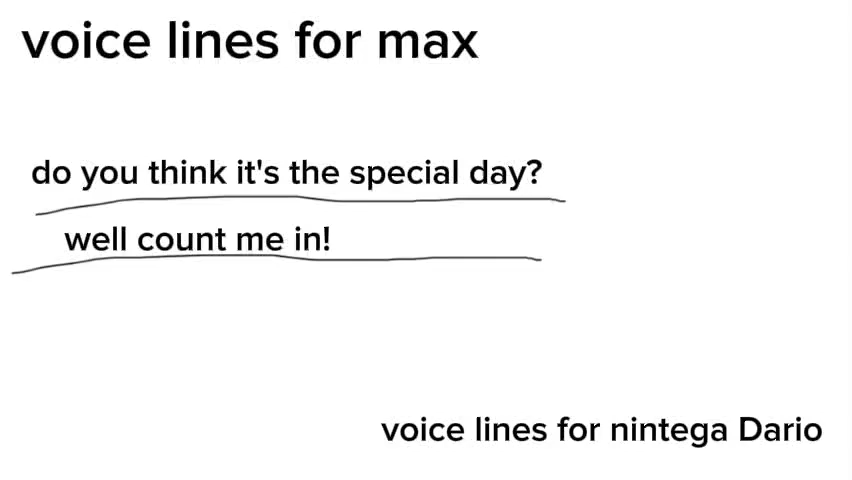 voice lines for max
do you think it's the special day?
well count me in!
voice lines for nintega Dario